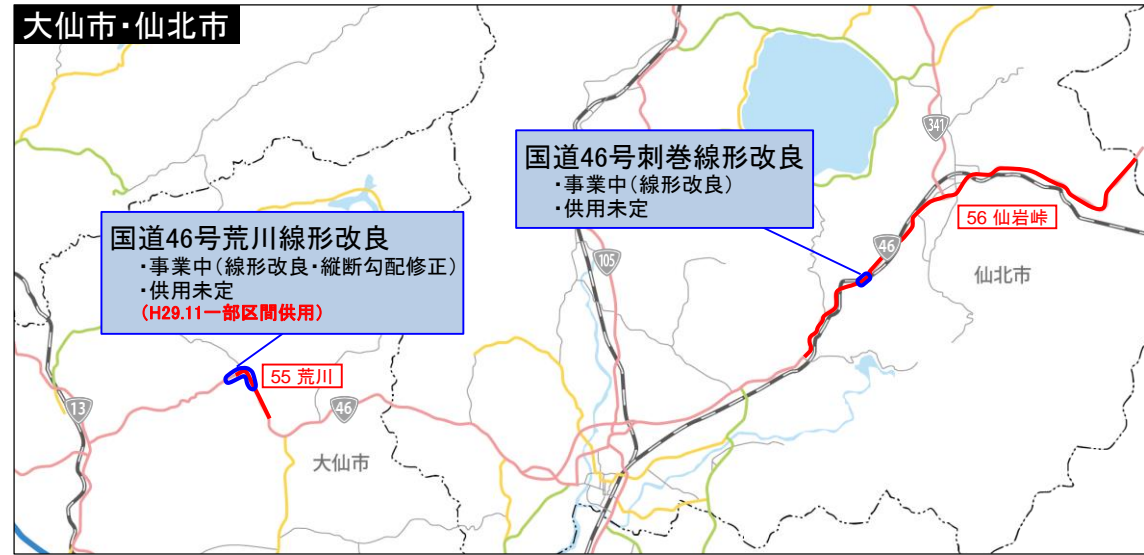 大仙市・仙北市
国道46号刺巻線形改良
・事業中（線形改良）
・供用未定
国道46号荒川線形改良
・事業中（線形改良・縦断勾配修正）
・供用未定
（H29.11一部区間供用）
341
56 仙岩峠
46
仙北市
105
55 荒川
13
46
大仙市